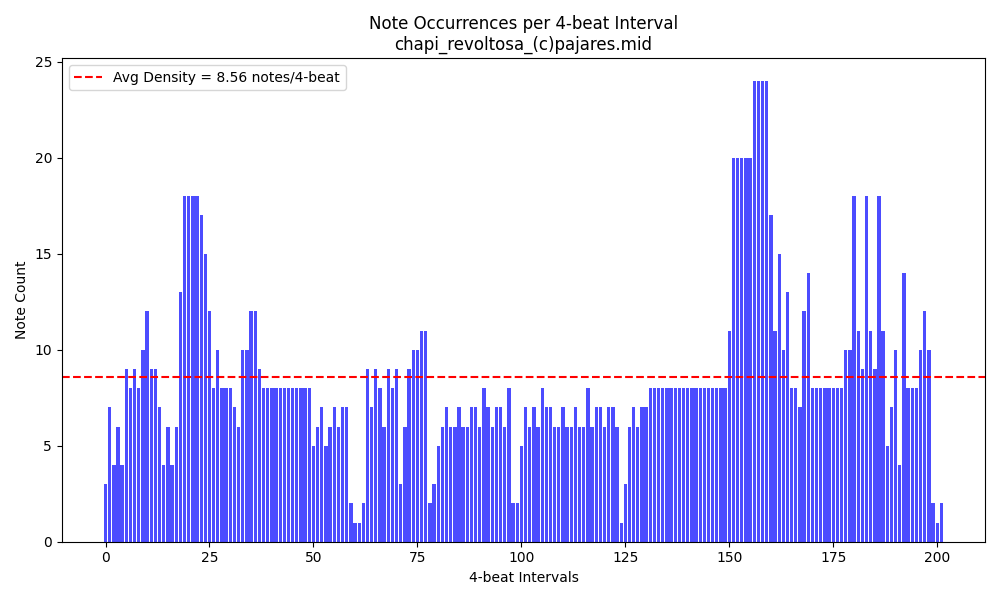 Note Occurrences per 4-beat Interval
chapi_revoltosa_(c)pajares.mid
Avg Density = 8.56 notes/4-beat
Note Count
25
20
15
10
5
0
0 25 50 75 100 125 150 175 200
4-beat Intervals